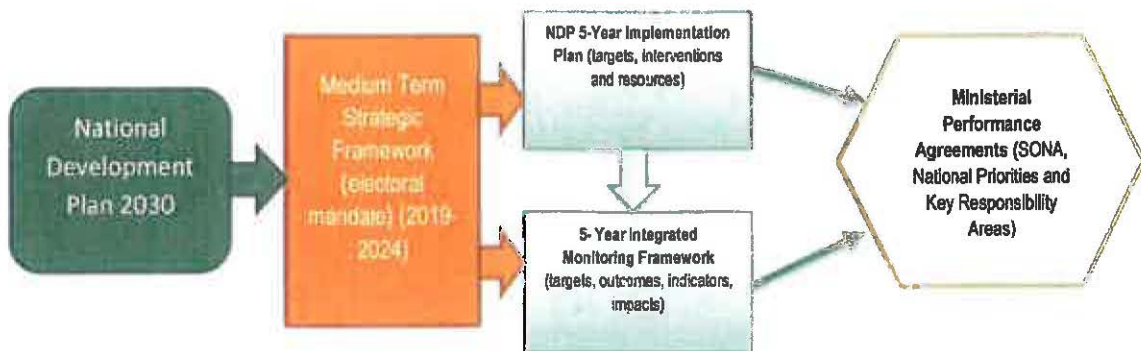 National
Development
Plan 2030
Medium Term
Strategic
Framework
(electoral
mandate) (2019-
2024)
NDP 5-Year Implementation
Plan (targets, interventions
and resources)
5- Year Integrated
Monitoring Framework
(targets, outcomes, indicators,
impacts)
Ministerial
Performance
Agreements (SONA,
National Priorities and
Key Responsibility
Areas)